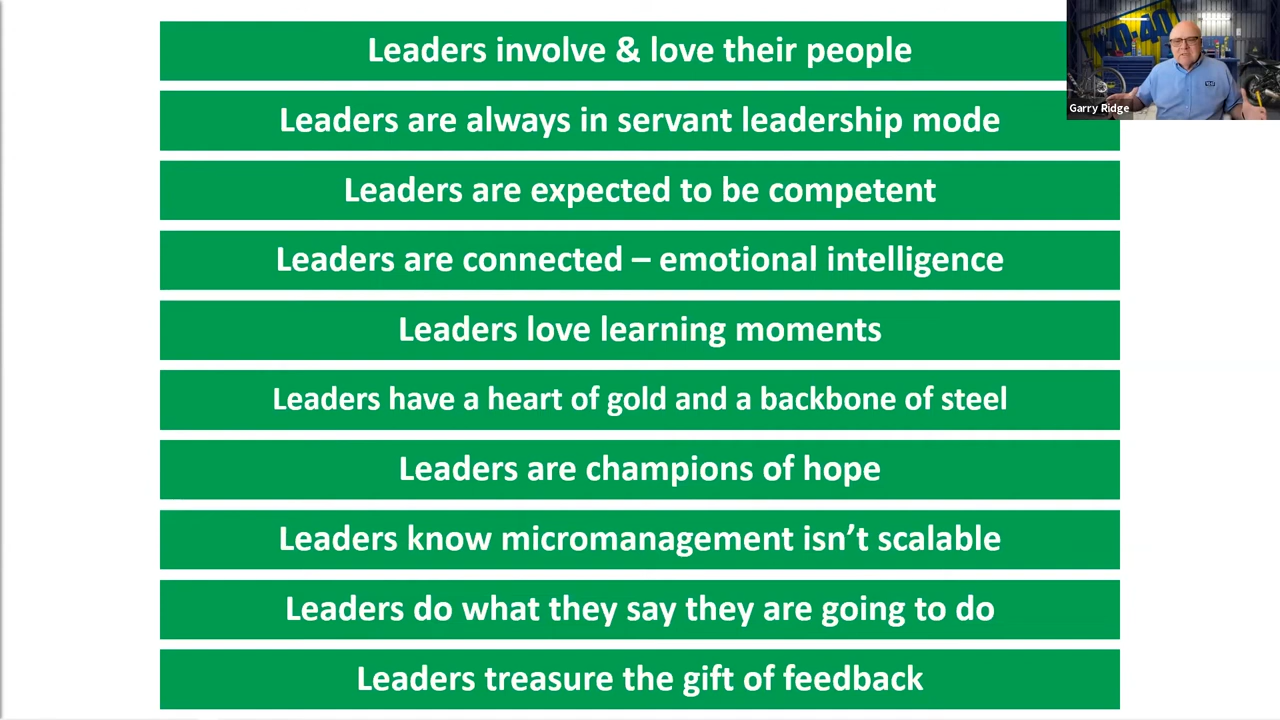 Leaders involve & love their people
Leaders are always in servant leadership mode
Leaders are expected to be competent
Leaders are connected – emotional intelligence
Leaders love learning moments
Leaders have a heart of gold and a backbone of steel
Leaders are champions of hope
Leaders know micromanagement isn’t scalable
Leaders do what they say they are going to do
Leaders treasure the gift of feedback
WD-40
Garry Ridge